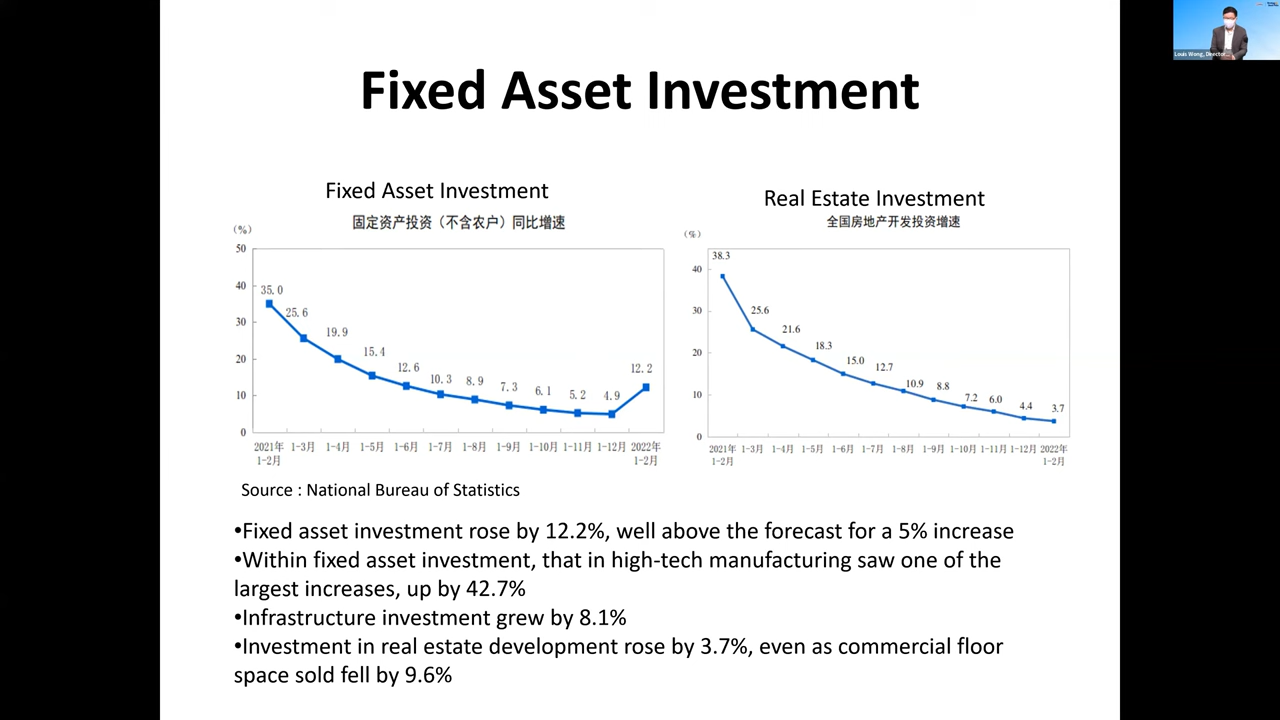 Louis Wong, Director...
Fixed Asset Investment
Fixed Asset Investment
固定资产投资（不含农户）同比增速
(%)
50
40
30
20
10
0
35.0
25.6
19.9
15.4
12.6
10.3
8.9
7.3
6.1
5.2
4.9
12.2
2021年 1-3月 1-4月 1-5月 1-6月 1-7月 1-8月 1-9月 1-10月 1-11月 1-12月 2022年
1-2月 1-2月
Real Estate Investment
全国房地产开发投资增速
(%)
40
30
20
10
0
38.3
25.6
21.6
18.3
15.0
12.7
10.9
8.8
7.2
6.0
4.4
3.7
2021年 1-3月 1-4月 1-5月 1-6月 1-7月 1-8月 1-9月 1-10月 1-11月 1-12月 2022年
1-2月 1-2月
Source : National Bureau of Statistics
•Fixed asset investment rose by 12.2%, well above the forecast for a 5% increase
•Within fixed asset investment, that in high-tech manufacturing saw one of the
largest increases, up by 42.7%
•Infrastructure investment grew by 8.1%
•Investment in real estate development rose by 3.7%, even as commercial floor
space sold fell by 9.6%